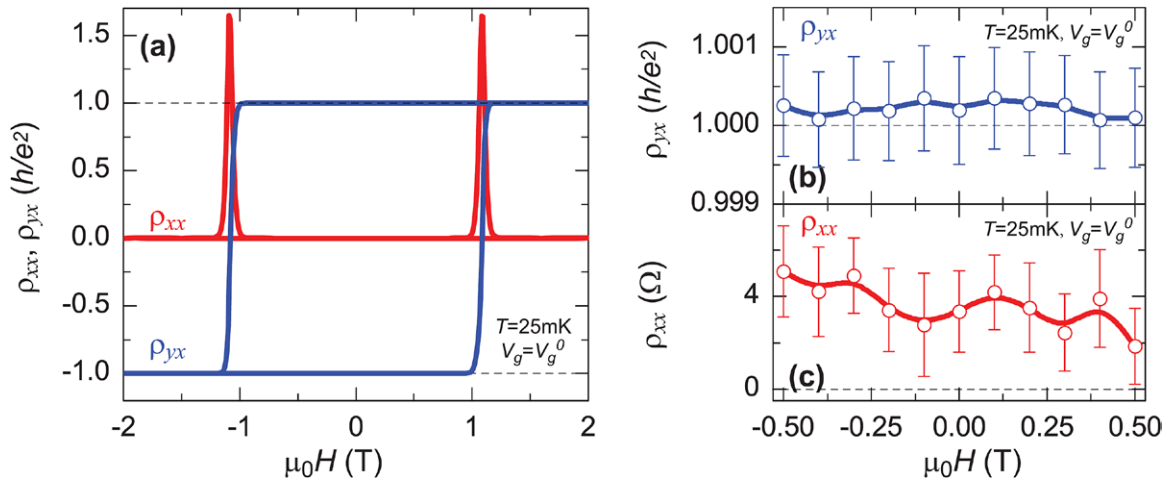 (a)
ρxx, ρyx (h/e²)
1.5
1.0
0.5
0.0
-0.5
-1.0
ρxx
ρyx
T=25mK
Vg=Vg⁰
-2
-1
0
1
2
μ₀H (T)
(b)
ρyx (h/e²)
1.001
1.000
0.999
ρyx
T=25mK, Vg=Vg⁰
(c)
ρxx (Ω)
4
0
ρxx
T=25mK, Vg=Vg⁰
-0.50
-0.25
0.00
0.25
0.50
μ₀H (T)